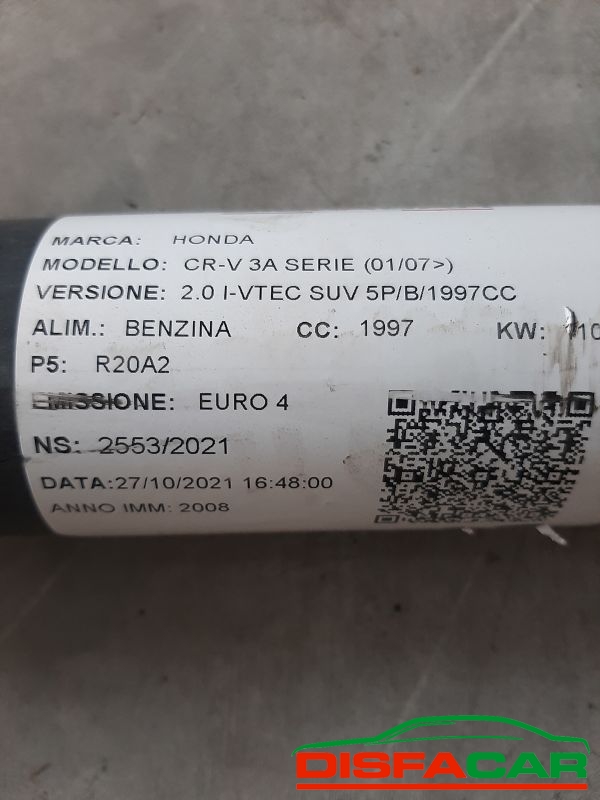 MARCA: HONDA
MODELLO: CR-V 3A SERIE (01/07>)
VERSIONE: 2.0 I-VTEC SUV 5P/B/1997CC
ALIM.: BENZINA CC: 1997 KW: 110
P5: R20A2
EMISSIONE: EURO 4
NS: 2553/2021
DATA:27/10/2021 16:48:00
ANNO IMM: 2008
DISFACAR